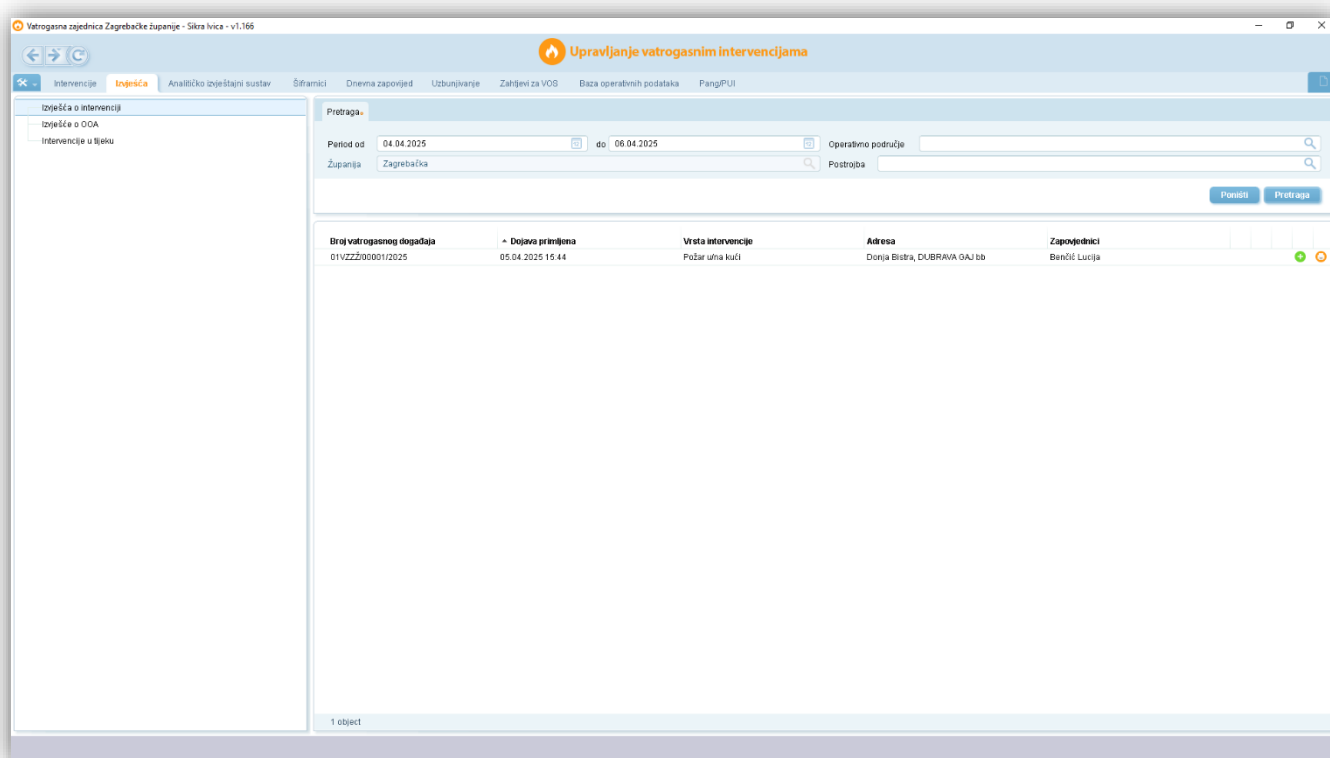 Vatrogasna zajednica Zagrebačke županije - Sikra Ivica - v1.166
Upravljanje vatrogasnim intervencijama
Intervencije Izvješća Analitičko izvještajni sustav Šiframici Dnevna zapovijed Uzbunjivanje Zahtjevi za VOS Baza operativnih podataka Pang/PUI
Izvješća o intervenciji
Izvješće o OOA
Intervencije u tijeku
Pretraga
Period od 04.04.2025 do 06.04.2025 Operativno područje
Županija Zagrebačka Postrojba
Poništi Pretraga
Broj vatrogasnog događaja Dojava primljena Vrsta intervencije Adresa Zapovjednici
01VZZŽ/00001/2025 05.04.2025 15:44 Požar u/na kući Donja Bistra, DUBRAVA GAJ bb Benčić Lucija
1 object